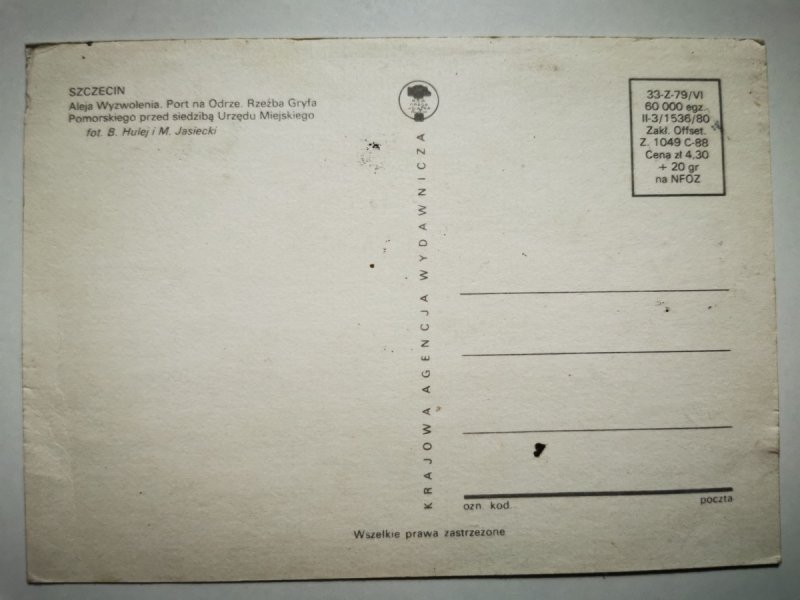 SZCZECIN
Aleja Wyzwolenia. Port na Odrze. Rzeźba Gryfa
Pomorskiego przed siedzibą Urzędu Miejskiego
fot. B. Hulej i M. Jasiecki
KRAJOWA AGENCJA WYDAWNICZA
33-Z-79/VI
60 000 egz.
II-3/1536/80
Zakł. Offset.
Z. 1049 C-88
Cena zł 4,30
+ 20 gr
na NFOZ
ozn. kod. poczta
Wszelkie prawa zastrzeżone